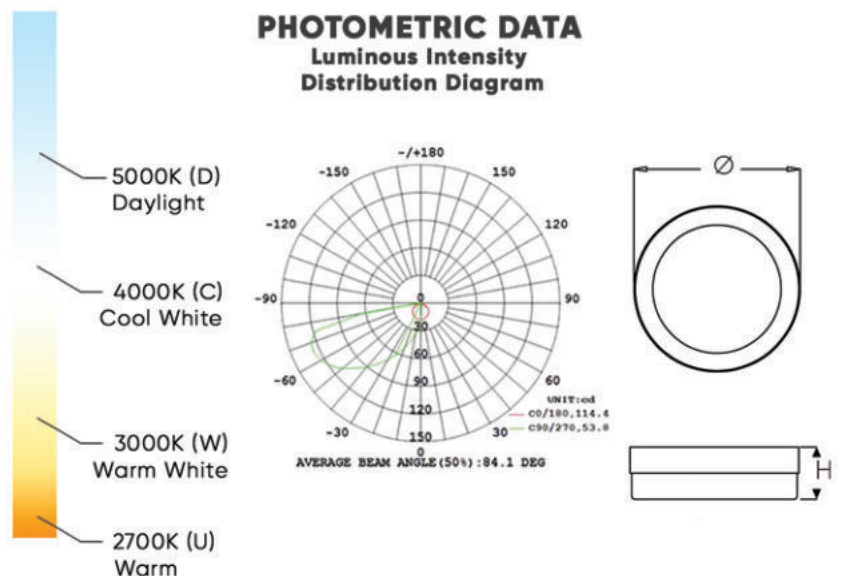 PHOTOMETRIC DATA
Luminous Intensity
Distribution Diagram
5000K (D)
Daylight
4000K (C)
Cool White
3000K (W)
Warm White
2700K (U)
Warm
-/+180
-150
150
-120
120
-90
90
-60
60
-30
30
0
0
30
60
90
120
150
UNIT:cd
C0/180,114.4
C90/270,53.8
AVERAGE BEAM ANGLE(50%):84.1 DEG
Ø
H